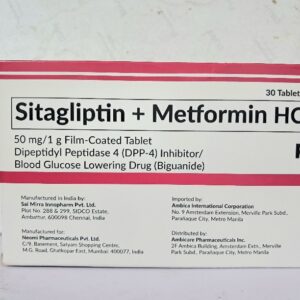 30 Tablet
Sitagliptin + Metformin HC
50 mg/1 g Film-Coated Tablet
Dipeptidyl Peptidase 4 (DPP-4) Inhibitor/
Blood Glucose Lowering Drug (Biguanide)
Manufactured in India by:
Sai Mirra Innopharm Pvt. Ltd.
Plot No. 288 & 299, SIDCO Estate,
Ambattur, 600098 Chennai, India
Manufactured for:
Neomi Pharmaceuticals Pvt. Ltd.
C/9, Basement, Satyam Shopping Centre,
M.G. Road, Ghatkopar East, Mumbai, 400077, India
Imported by:
Ambica International Corporation
No. 9 Amsterdam Extension, Merville Park Subd.,
Parañaque City, Metro Manila
Distributed by:
Ambicare Pharmaceuticals Inc.
2F Ambica Building, Amsterdam Extn., Merville
Park Subd., Parañaque City, Metro Manila